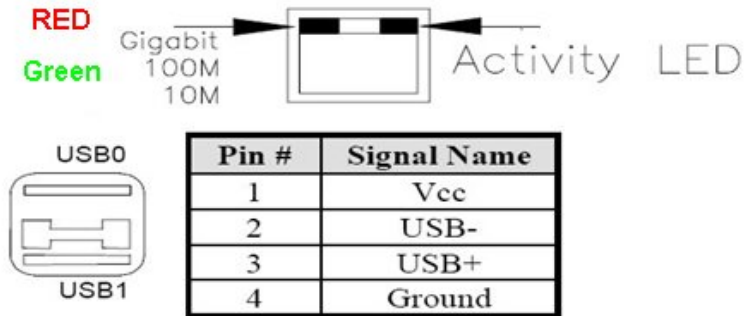 RED
Green
Gigabit
100M
10M
Activity LED
USB0
USB1
Pin # Signal Name
1 Vcc
2 USB-
3 USB+
4 Ground